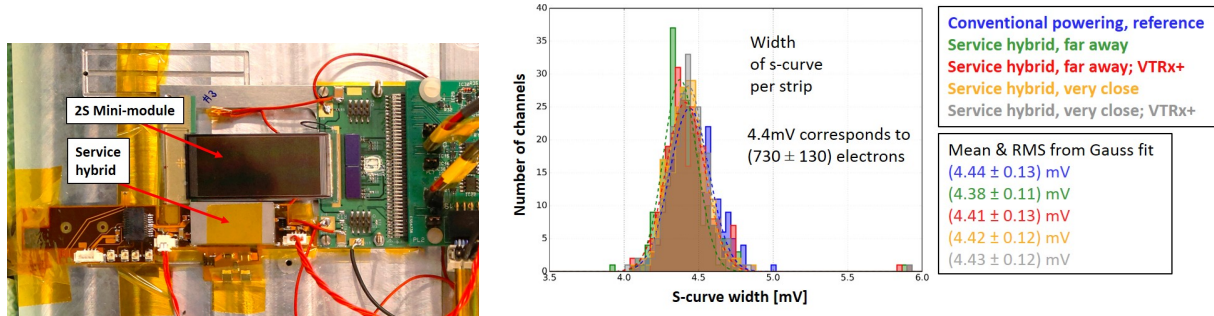 #3
2S Mini-module
Service
hybrid
Number of channels
40
35
30
25
20
15
10
5
0
3.5
4.0
4.5
5.0
5.5
6.0
S-curve width [mV]
Width
of s-curve
per strip
4.4mV corresponds to
(730 ± 130) electrons
Conventional powering, reference
Service hybrid, far away
Service hybrid, far away; VTRx+
Service hybrid, very close
Service hybrid, very close; VTRx+
Mean & RMS from Gauss fit
(4.44 ± 0.13) mV
(4.38 ± 0.11) mV
(4.41 ± 0.13) mV
(4.42 ± 0.12) mV
(4.43 ± 0.12) mV